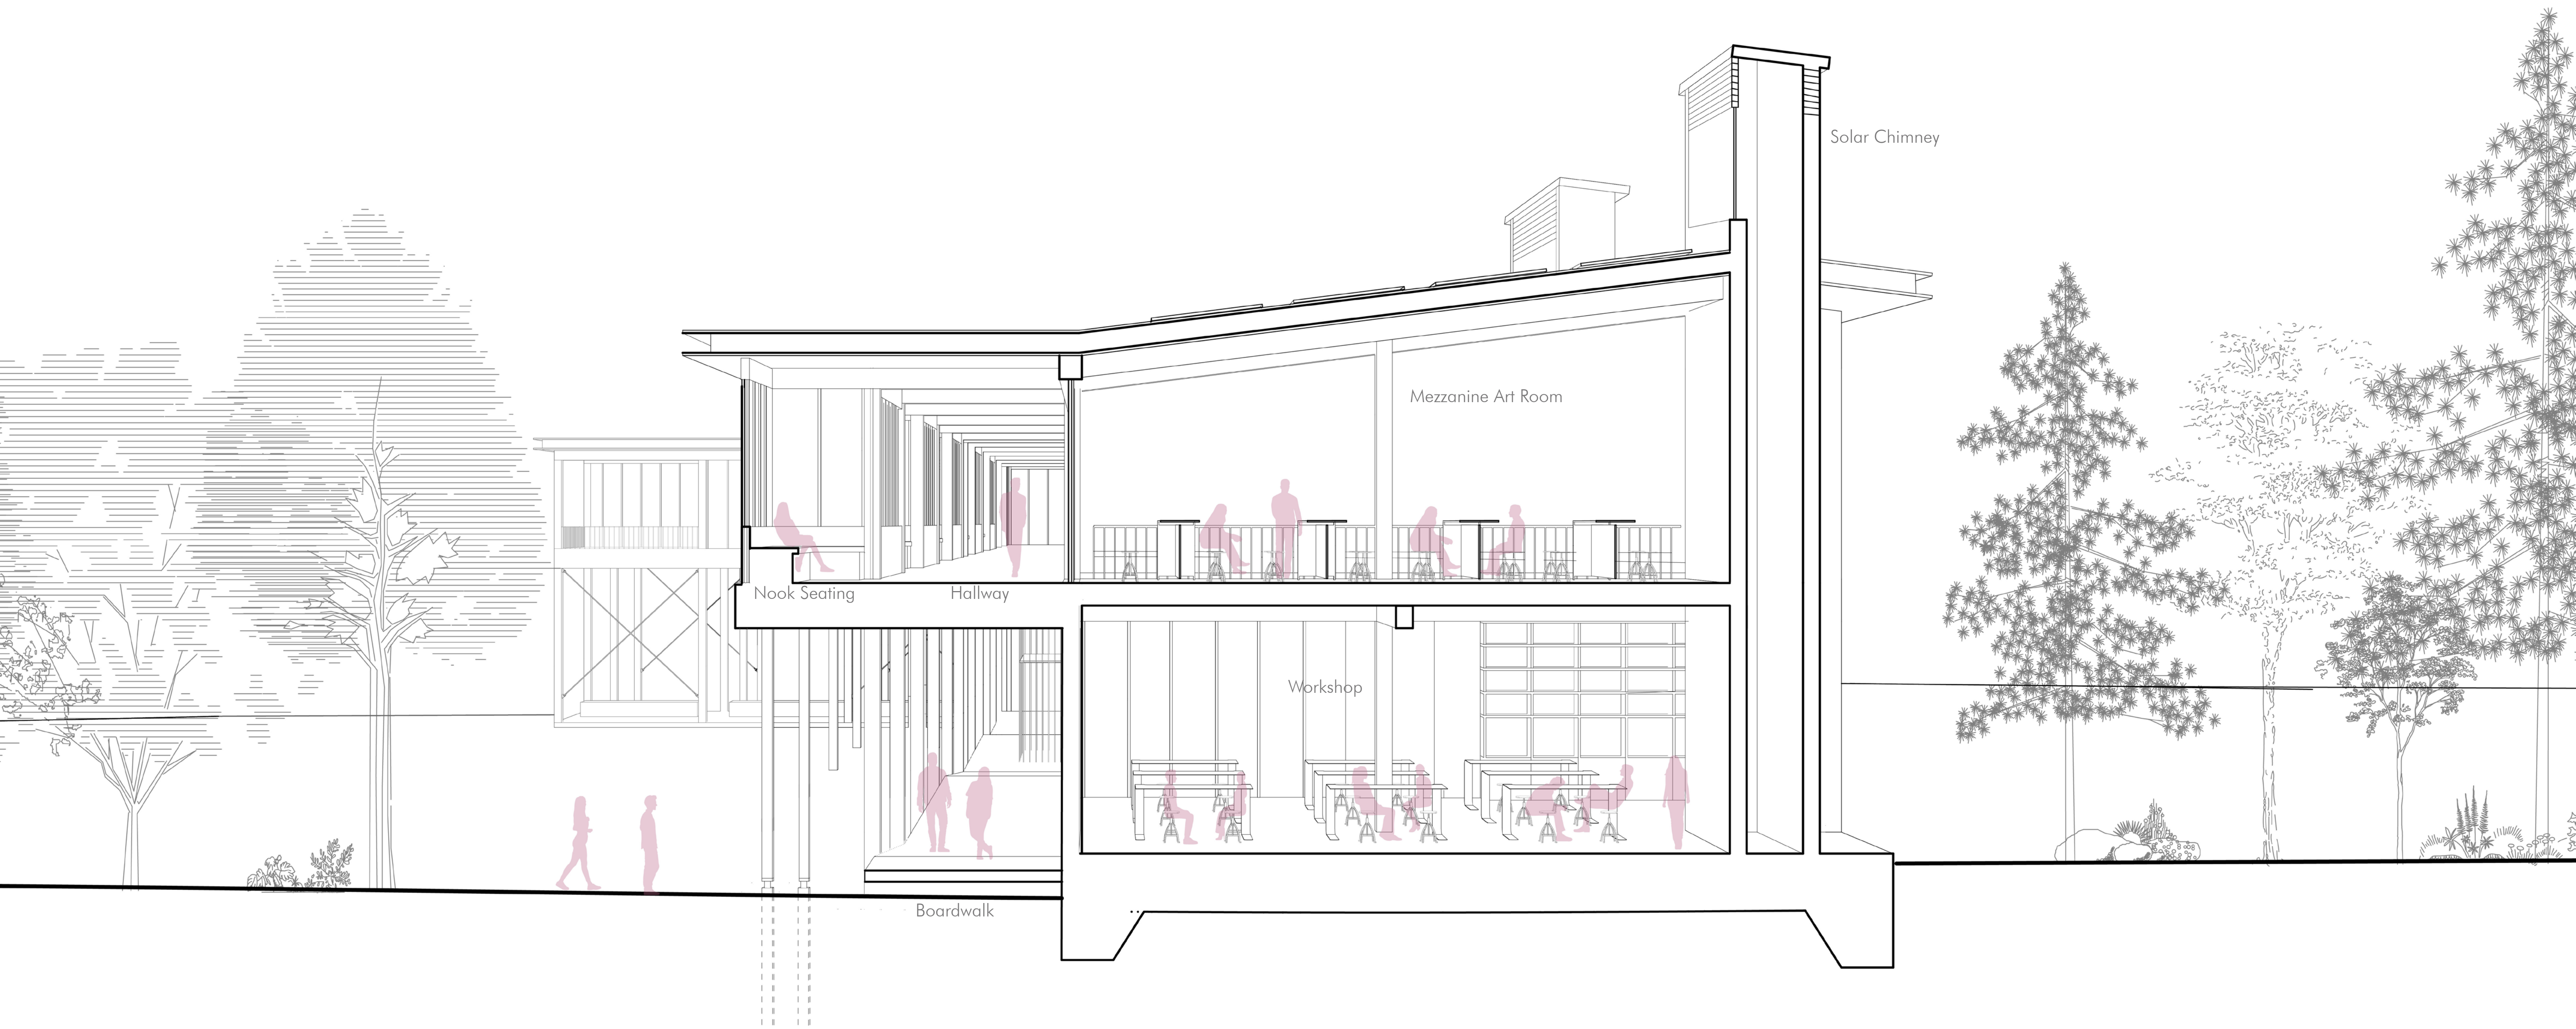 Solar Chimney
Mezzanine Art Room
Nook Seating
Hallway
Workshop
Boardwalk